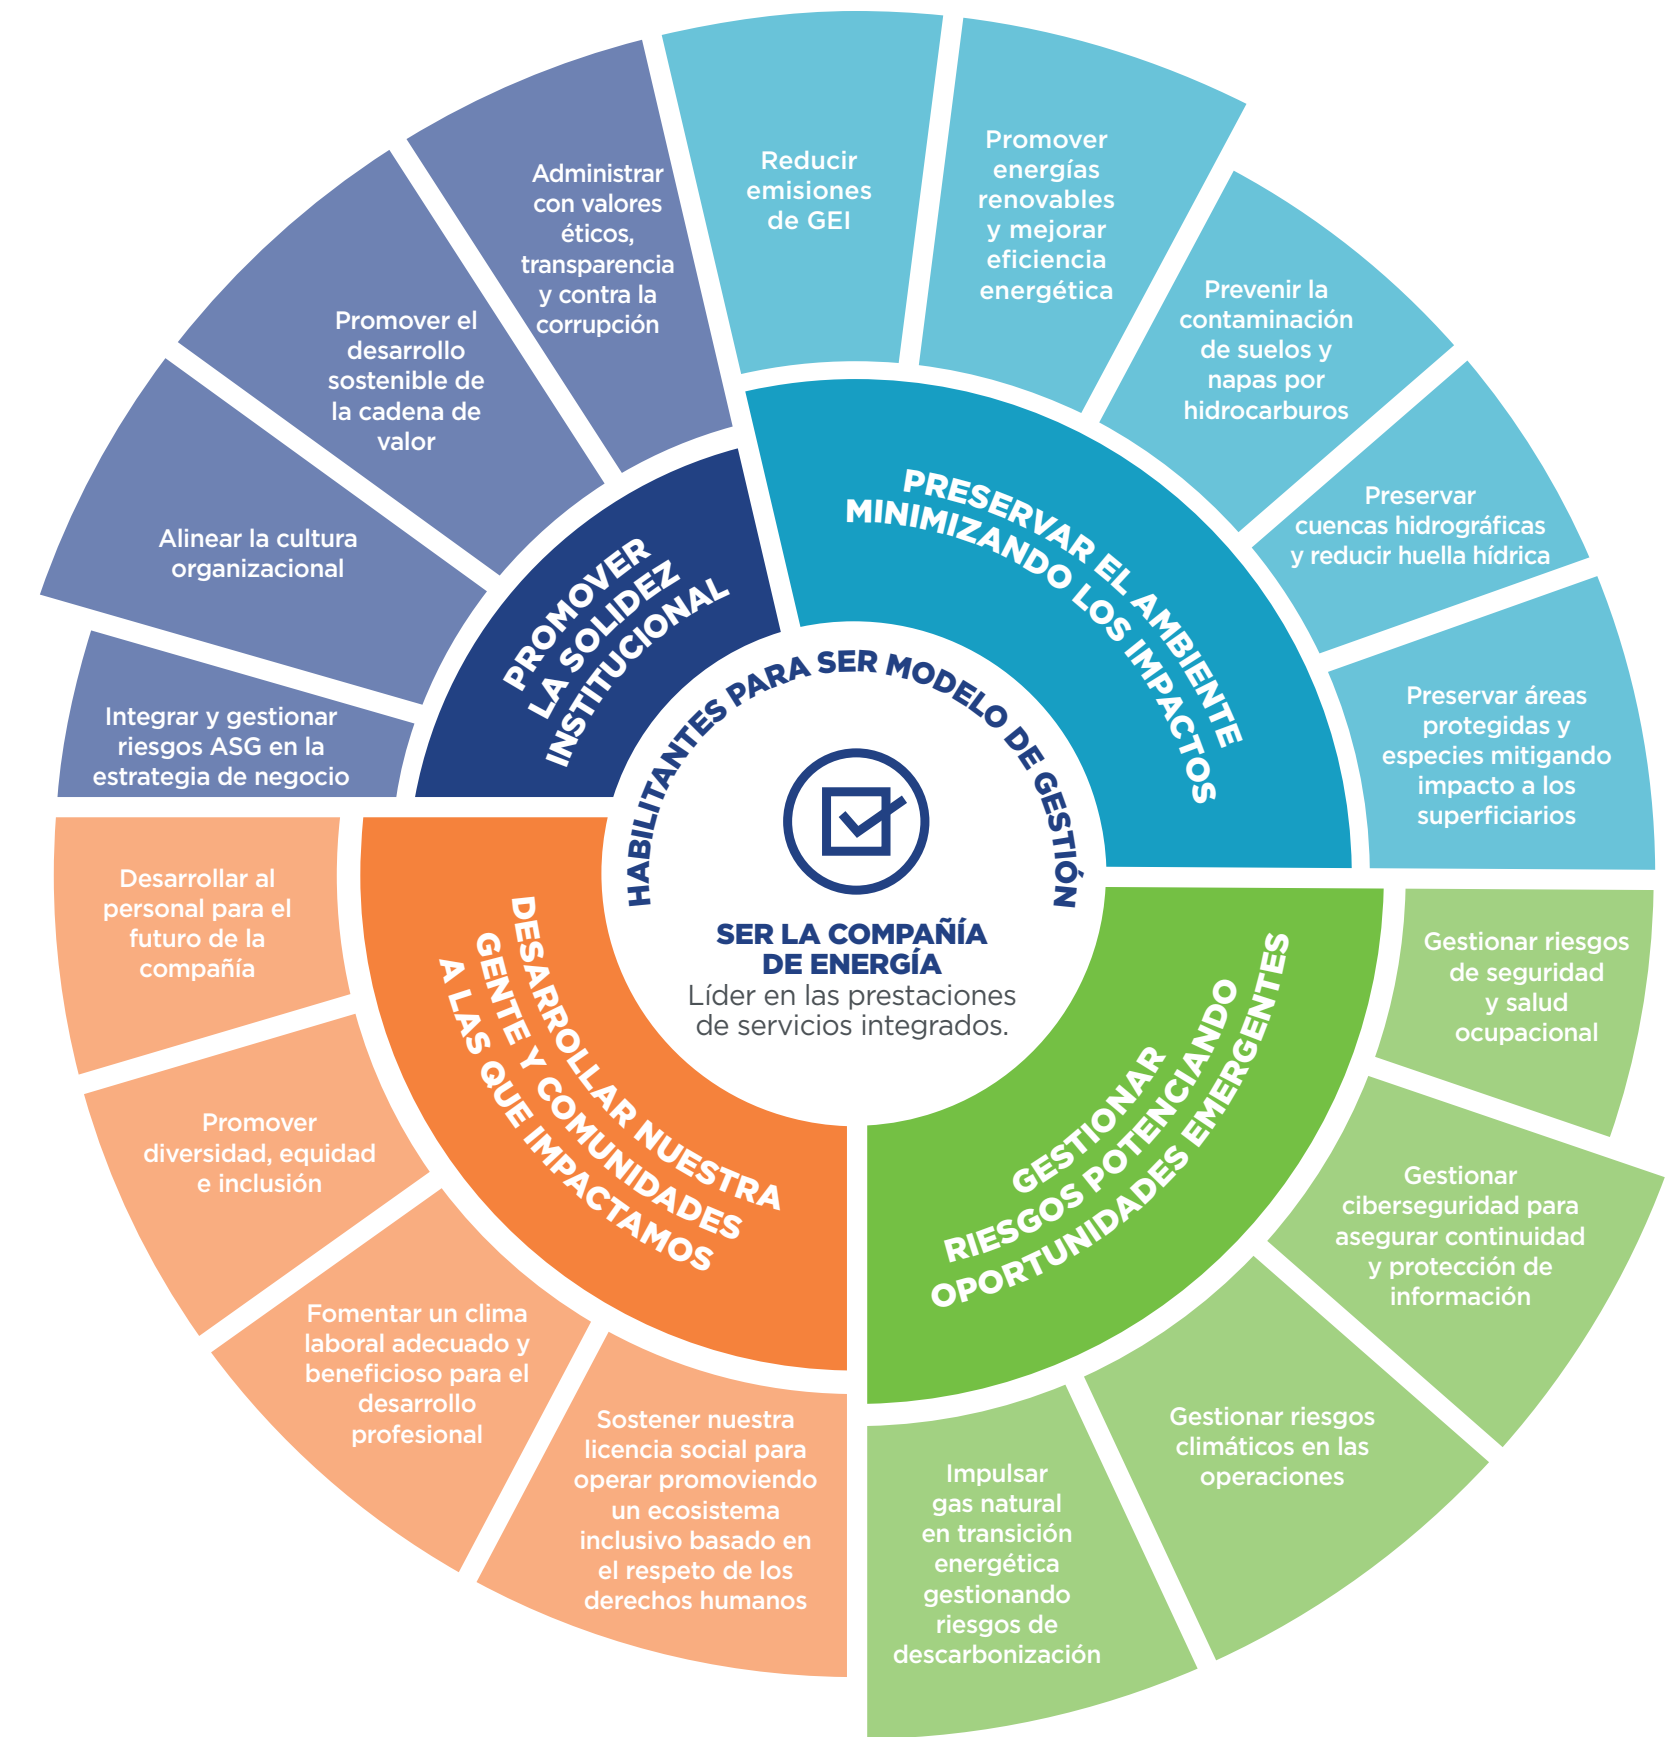 Administrar
con valores
éticos,
transparencia
y contra la
corrupción
Reducir
emisiones
de GEI
Promover
energías
renovables
y mejorar
eficiencia
energética
Prevenir la
contaminación
de suelos y
napas por
hidrocarburos
Preservar
cuencas hidrográficas
y reducir huella hídrica
Preservar áreas
protegidas y
especies mitigando
impacto a los
superficiarios
Promover el
desarrollo
sostenible de
la cadena de
valor
Alinear la cultura
organizacional
Integrar y gestionar
riesgos ASG en la
estrategia de negocio
PROMOVER
LA SOLIDEZ
INSTITUCIONAL
PRESERVAR EL AMBIENTE
MINIMIZANDO LOS IMPACTOS
HABILITANTES PARA SER MODELO DE GESTIÓN
SER LA COMPAÑÍA
DE ENERGÍA
Líder en las prestaciones
de servicios integrados.
DESARROLLAR NUESTRA
GENTE Y COMUNIDADES
A LAS QUE IMPACTAMOS
GESTIONAR
RIESGOS POTENCIANDO
OPORTUNIDADES EMERGENTES
Desarrollar al
personal para el
futuro de la
compañía
Promover
diversidad, equidad
e inclusión
Fomentar un clima
laboral adecuado y
beneficioso para el
desarrollo
profesional
Sostener nuestra
licencia social para
operar promoviendo
un ecosistema
inclusivo basado en
el respeto de los
derechos humanos
Gestionar riesgos
de seguridad
y salud
ocupacional
Gestionar
ciberseguridad para
asegurar continuidad
y protección de
información
Gestionar riesgos
climáticos en las
operaciones
Impulsar
gas natural
en transición
energética
gestionando
riesgos de
descarbonización